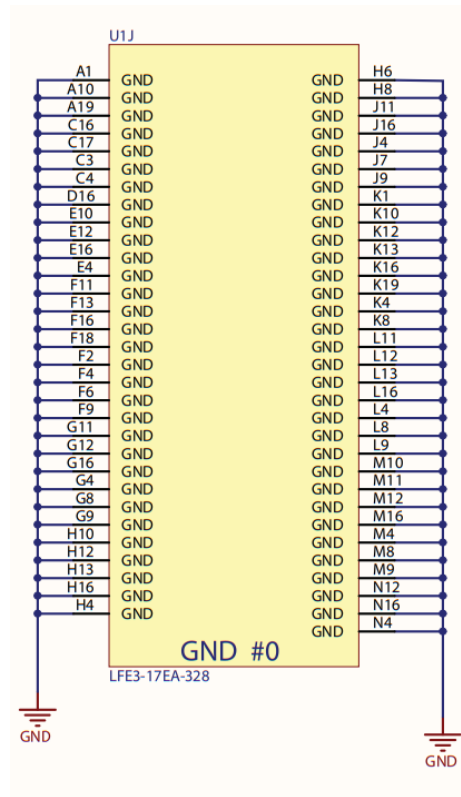 U1J
A1 GND GND H6
A10 GND GND H8
A19 GND GND J11
C16 GND GND J16
C17 GND GND J4
C3 GND GND J7
C4 GND GND J9
D16 GND GND K1
E10 GND GND K10
E12 GND GND K12
E16 GND GND K13
E4 GND GND K16
F11 GND GND K19
F13 GND GND K4
F16 GND GND K8
F18 GND GND L11
F2 GND GND L12
F4 GND GND L13
F6 GND GND L16
F9 GND GND L4
G11 GND GND L8
G12 GND GND L9
G16 GND GND M10
G4 GND GND M11
G8 GND GND M12
G9 GND GND M16
H10 GND GND M4
H12 GND GND M8
H13 GND GND M9
H16 GND GND N12
H4 GND GND N16
GND N4
GND #0
LFE3-17EA-328
GND
GND